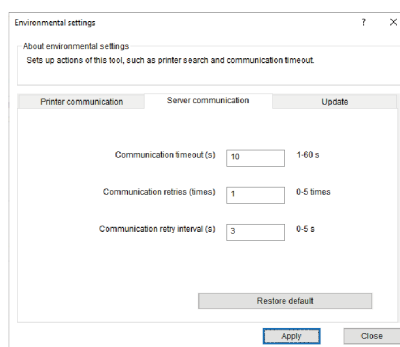 Environmental settings
About environmental settings
Sets up actions of this tool, such as printer search and communication timeout.
Printer communication Server communication Update
Communication timeout (s) 10 1-60 s
Communication retries (times) 1 0-5 times
Communication retry interval (s) 3 0-5 s
Restore default
Apply Close